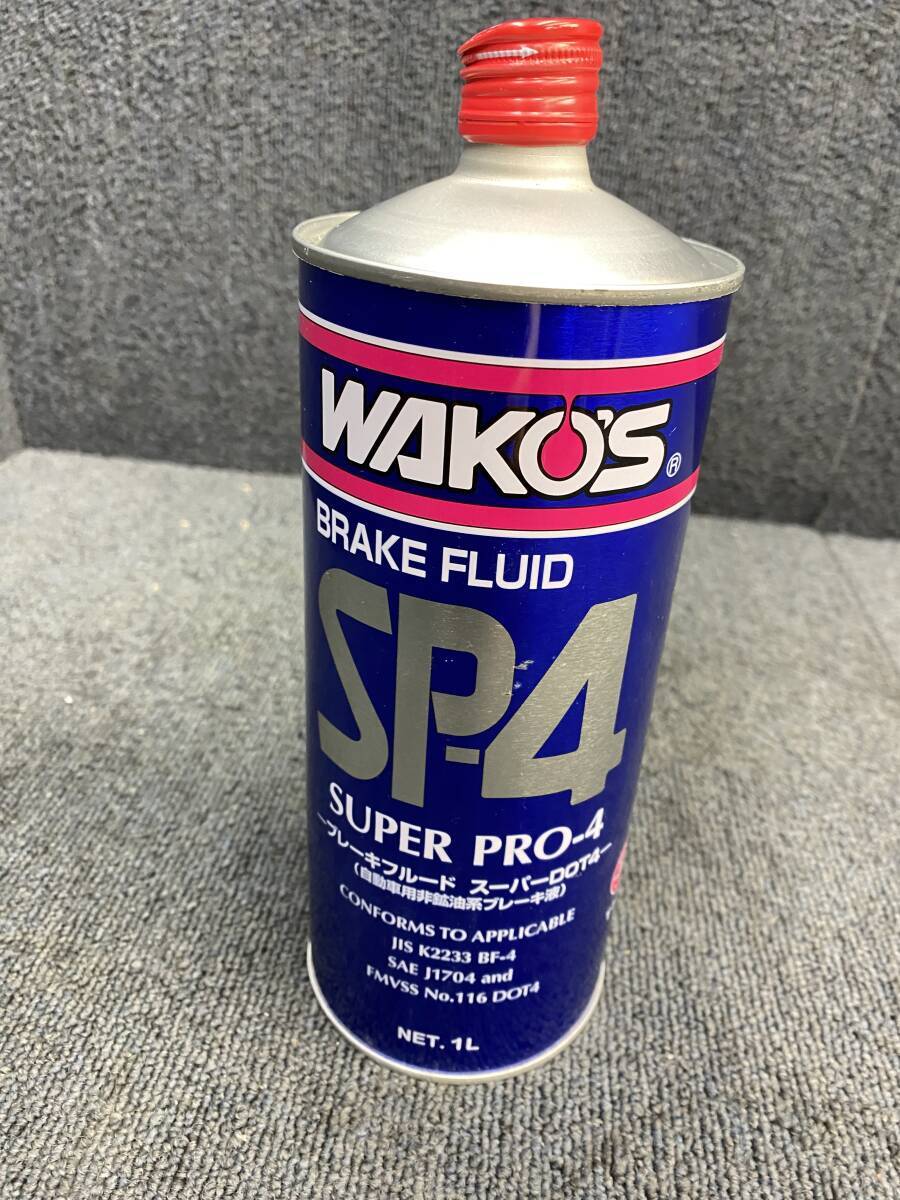 WAKO'S®
BRAKE FLUID
SP-4
SUPER PRO-4
—ブレーキフルード スーパーDOT4—
(自動車用非鉱油系ブレーキ液)
CONFORMS TO APPLICABLE
JIS K2233 BF-4
SAE J1704 and
FMVSS No.116 DOT4
NET. 1L